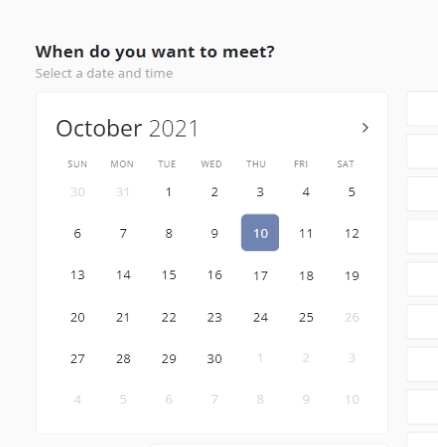 When do you want to meet?
Select a date and time
October 2021 >
SUN MON TUE WED THU FRI SAT
30 31 1 2 3 4 5
6 7 8 9 10 11 12
13 14 15 16 17 18 19
20 21 22 23 24 25 26
27 28 29 30 1 2 3
4 5 6 7 8 9 10